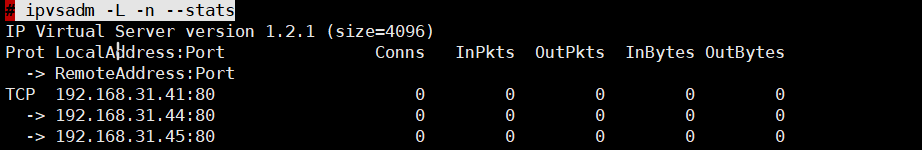 # ipvsadm -L -n --stats
IP Virtual Server version 1.2.1 (size=4096)
Prot LocalAddress:Port Conns InPkts OutPkts InBytes OutBytes
-> RemoteAddress:Port
TCP 192.168.31.41:80 0 0 0 0 0
-> 192.168.31.44:80 0 0 0 0 0
-> 192.168.31.45:80 0 0 0 0 0